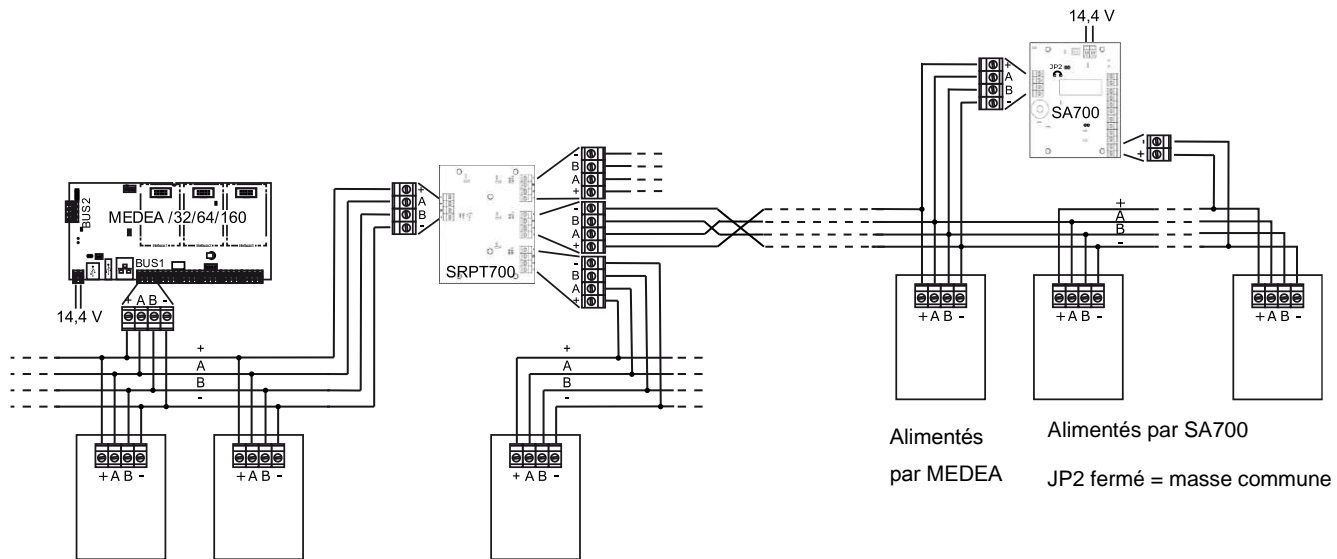 14,4 V
+
A
B
-
JP2
SA700
-
+
-
B
A
+
-
B
A
+
-
B
A
+
+
A
B
-
SRPT700
BUS2
MEDEA /32/64/160
BUS1
14,4 V
+ A B -
+
A
B
-
+
A
B
-
+
A
B
-
+ A B -
+ A B -
+ A B -
+ A B -
+ A B -
+ A B -
Alimentés
par MEDEA
Alimentés par SA700
JP2 fermé = masse commune